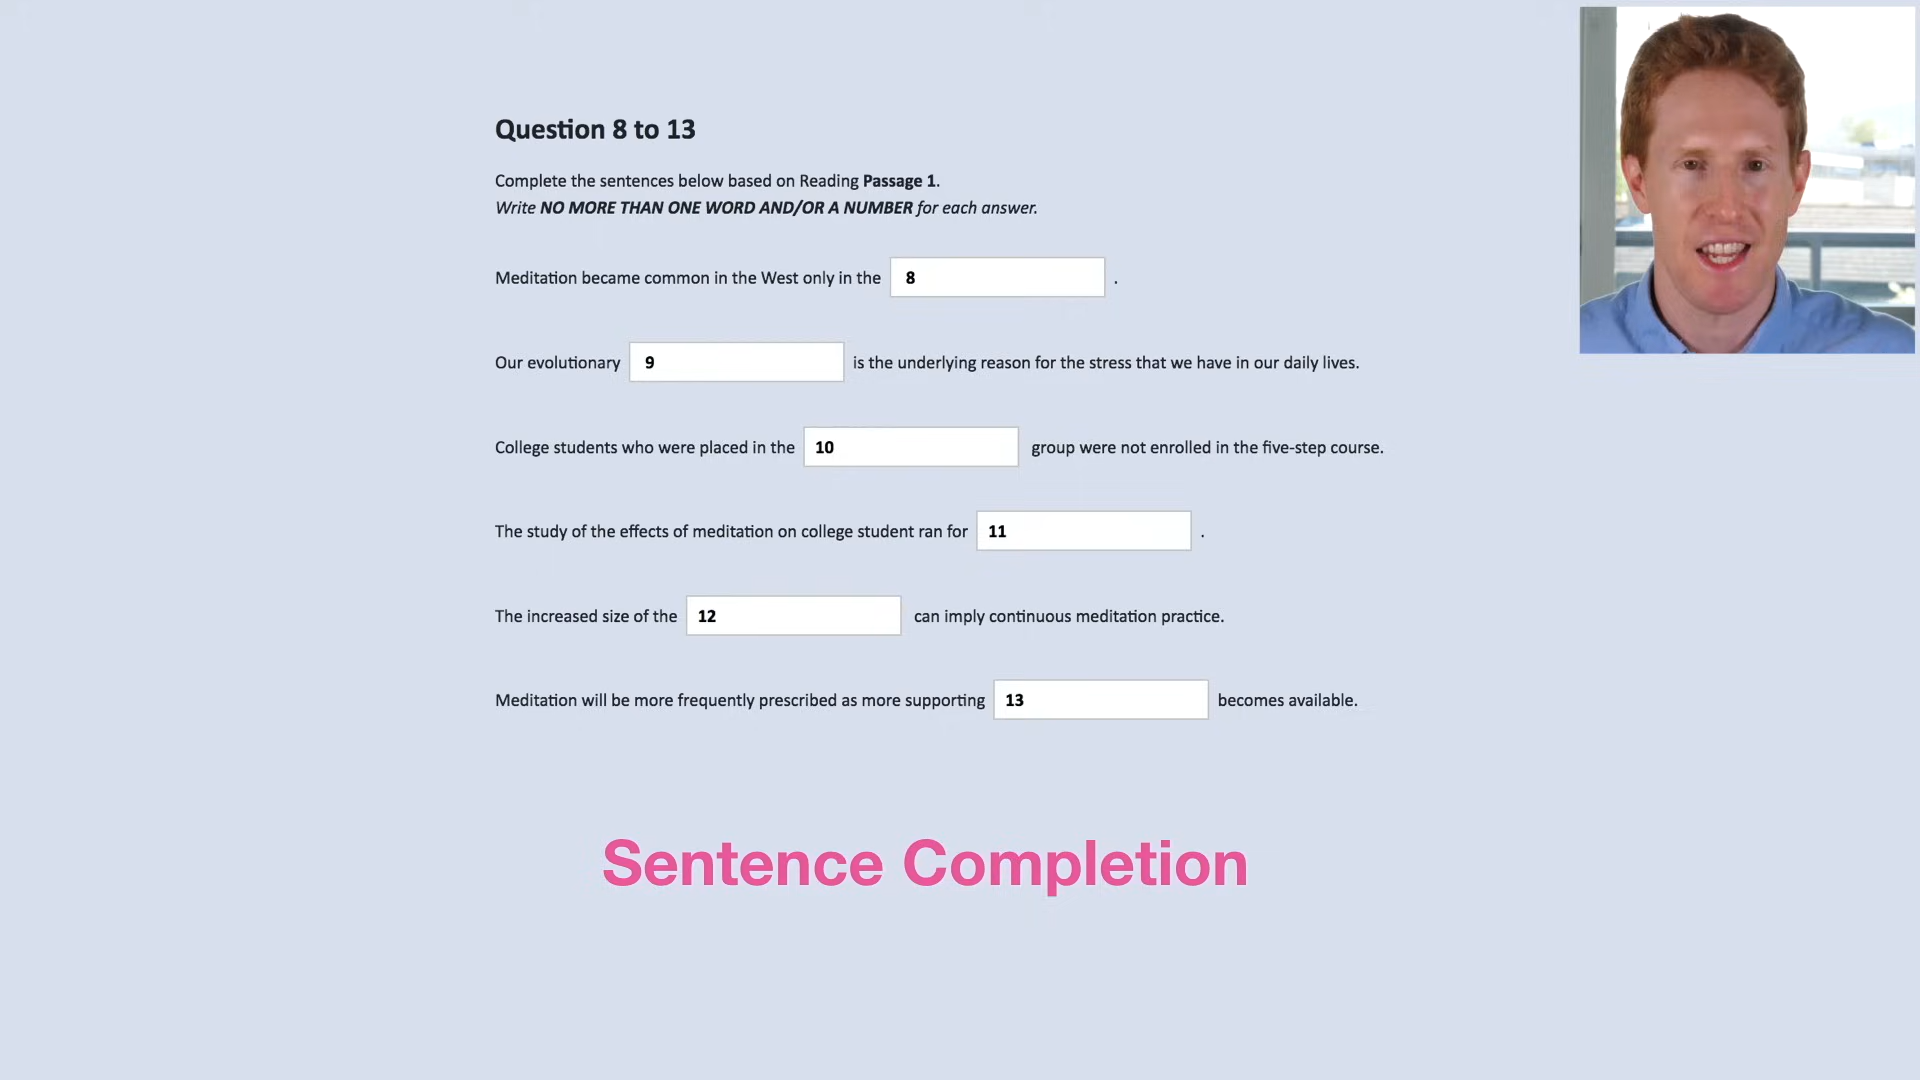 Question 8 to 13
Complete the sentences below based on Reading Passage 1.
Write NO MORE THAN ONE WORD AND/OR A NUMBER for each answer.
Meditation became common in the West only in the 8 .
Our evolutionary 9 is the underlying reason for the stress that we have in our daily lives.
College students who were placed in the 10 group were not enrolled in the five-step course.
The study of the effects of meditation on college student ran for 11 .
The increased size of the 12 can imply continuous meditation practice.
Meditation will be more frequently prescribed as more supporting 13 becomes available.
Sentence Completion